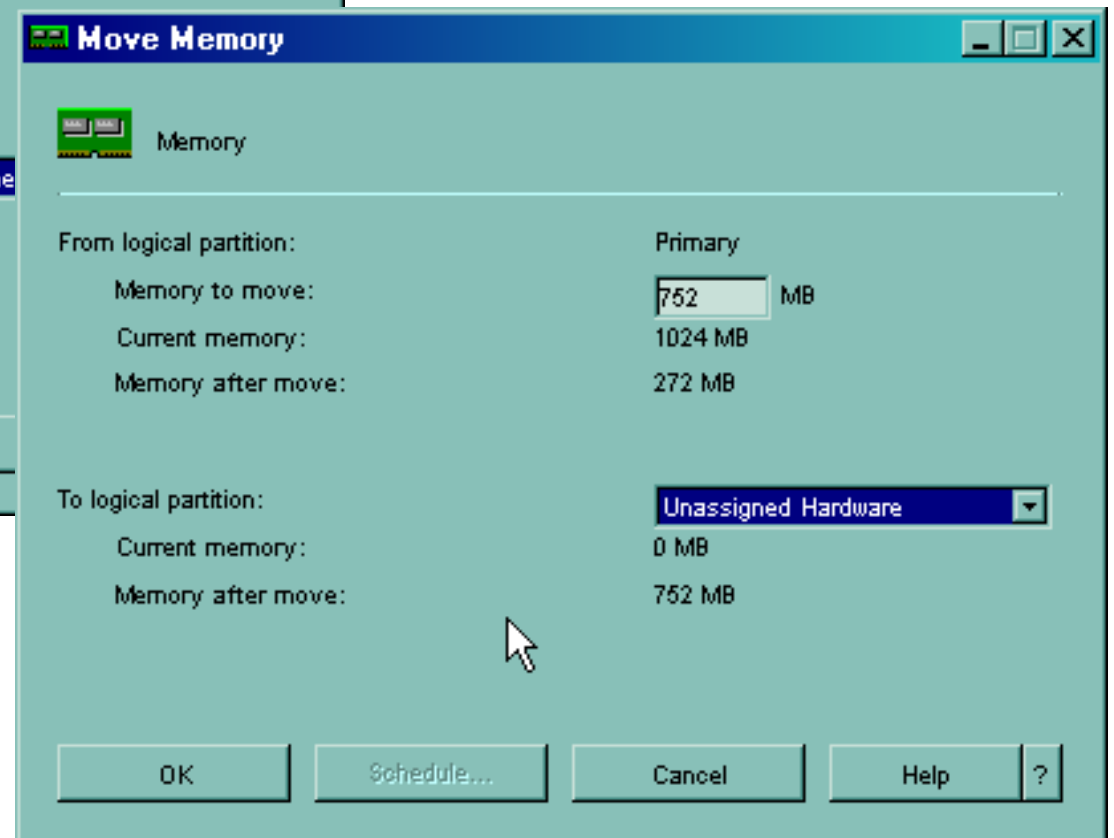 Move Memory
Memory
From logical partition: Primary
Memory to move: 752 MB
Current memory: 1024 MB
Memory after move: 272 MB
To logical partition: Unassigned Hardware
Current memory: 0 MB
Memory after move: 752 MB
OK Schedule... Cancel Help ?